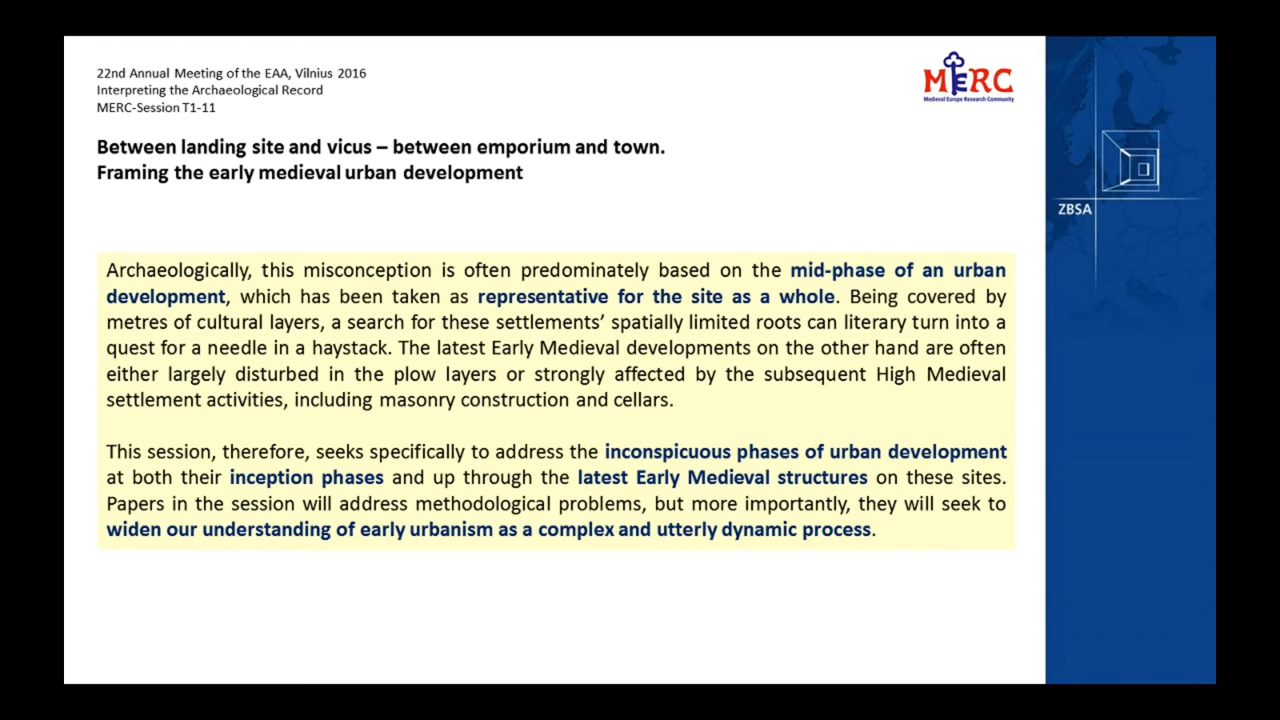 22nd Annual Meeting of the EAA, Vilnius 2016
Interpreting the Archaeological Record
MERC-Session T1-11
MERC
Medieval Europe Research Community
Between landing site and vicus – between emporium and town.
Framing the early medieval urban development
ZBSA
Archaeologically, this misconception is often predominately based on the mid-phase of an urban
development, which has been taken as representative for the site as a whole. Being covered by
metres of cultural layers, a search for these settlements’ spatially limited roots can literary turn into a
quest for a needle in a haystack. The latest Early Medieval developments on the other hand are often
either largely disturbed in the plow layers or strongly affected by the subsequent High Medieval
settlement activities, including masonry construction and cellars.
This session, therefore, seeks specifically to address the inconspicuous phases of urban development
at both their inception phases and up through the latest Early Medieval structures on these sites.
Papers in the session will address methodological problems, but more importantly, they will seek to
widen our understanding of early urbanism as a complex and utterly dynamic process.